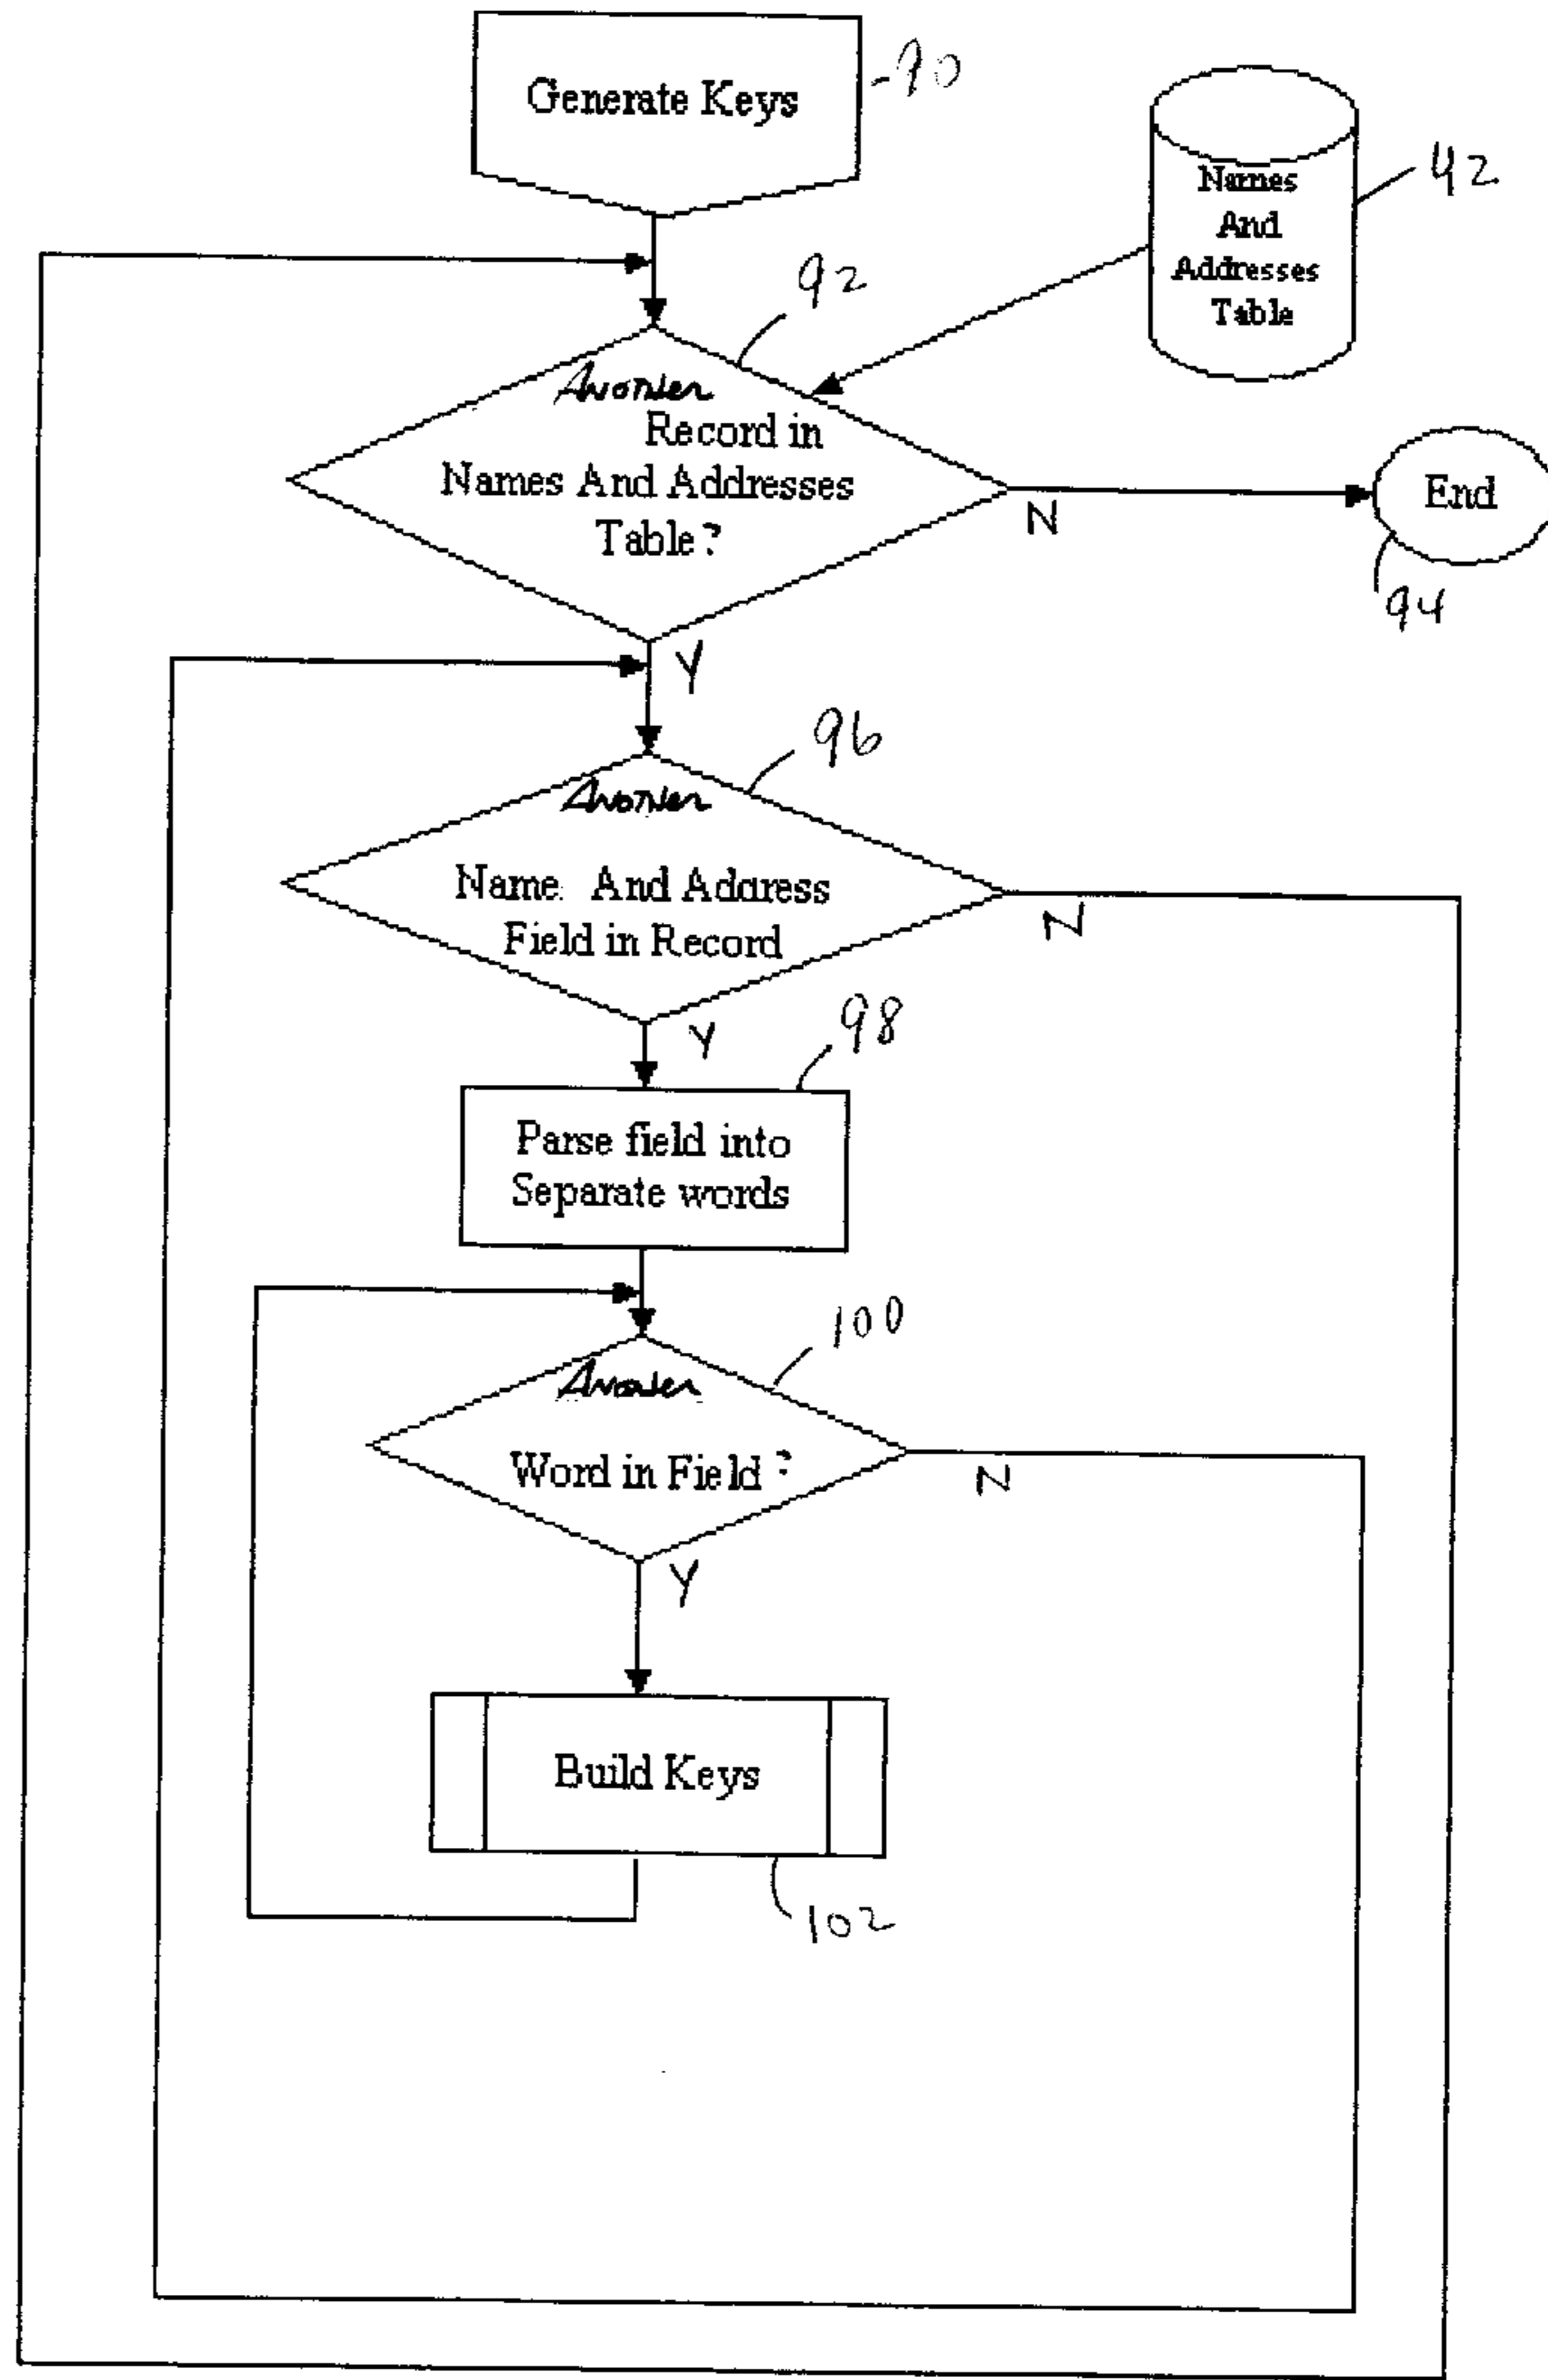 Generate Keys
90
Names
And
Addresses
Table
42
92
Another
Record in
Names And Addresses
Table?
N
End
94
Y
96
Another
Name And Address
Field in Record
N
Y
98
Parse field into
Separate words
100
Another
Word in Field?
N
Y
Build Keys
102